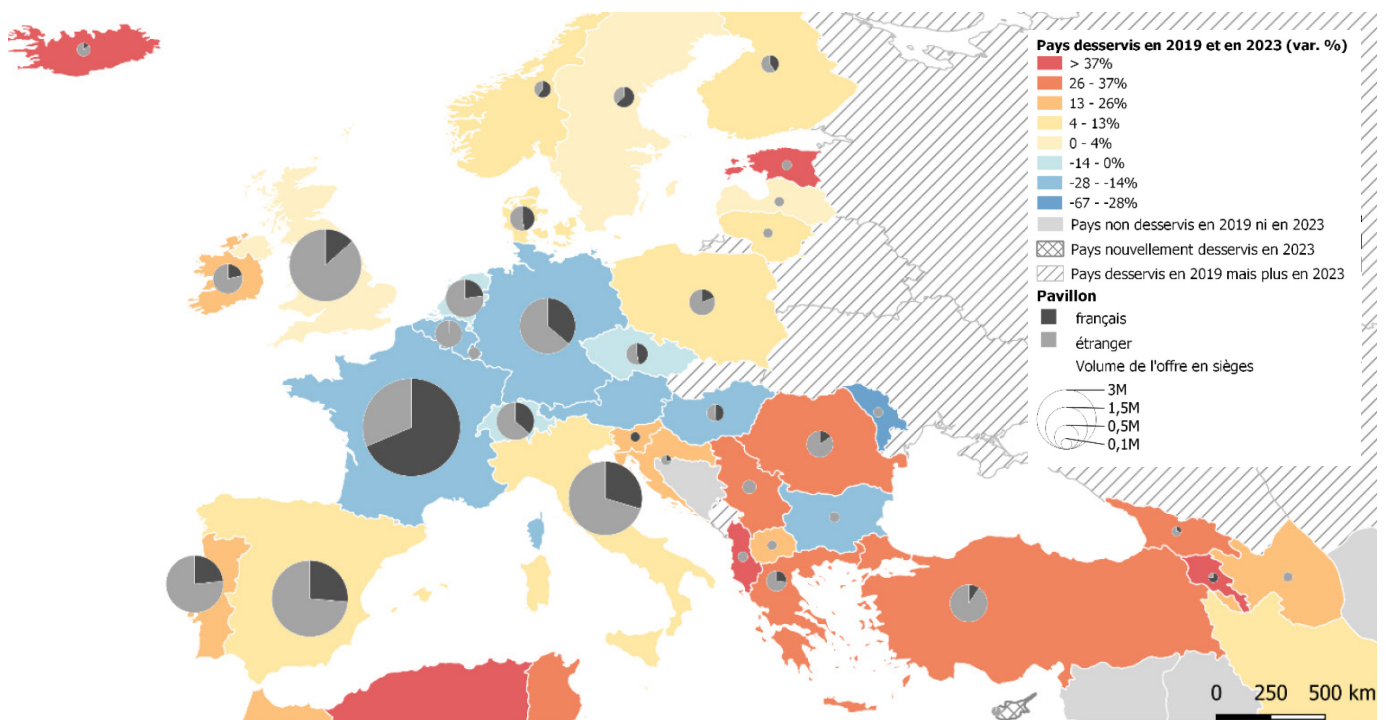 Pays desservis en 2019 et en 2023 (var. %)
> 37%
26 - 37%
13 - 26%
4 - 13%
0 - 4%
-14 - 0%
-28 - -14%
-67 - -28%
Pays non desservis en 2019 ni en 2023
Pays nouvellement desservis en 2023
Pays desservis en 2019 mais plus en 2023
Pavillon
français
étranger
Volume de l'offre en sièges
3M
1,5M
0,5M
0,1M
0 250 500 km